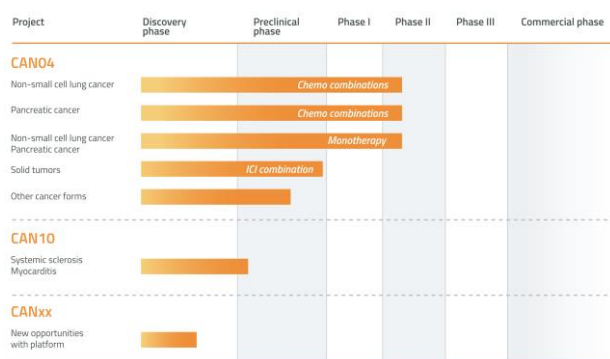 Project
Discovery
phase
Preclinical
phase
Phase I
Phase II
Phase III
Commercial phase
CAN04
Non-small cell lung cancer
Chemo combinations
Pancreatic cancer
Chemo combinations
Non-small cell lung cancer
Pancreatic cancer
Monotherapy
Solid tumors
ICI combination
Other cancer forms
CAN10
Systemic sclerosis
Myocarditis
CANxx
New opportunities
with platform